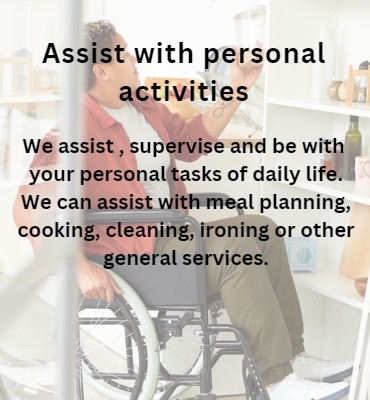 Assist with personal
activities
We assist , supervise and be with
your personal tasks of daily life.
We can assist with meal planning,
cooking, cleaning, ironing or other
general services.